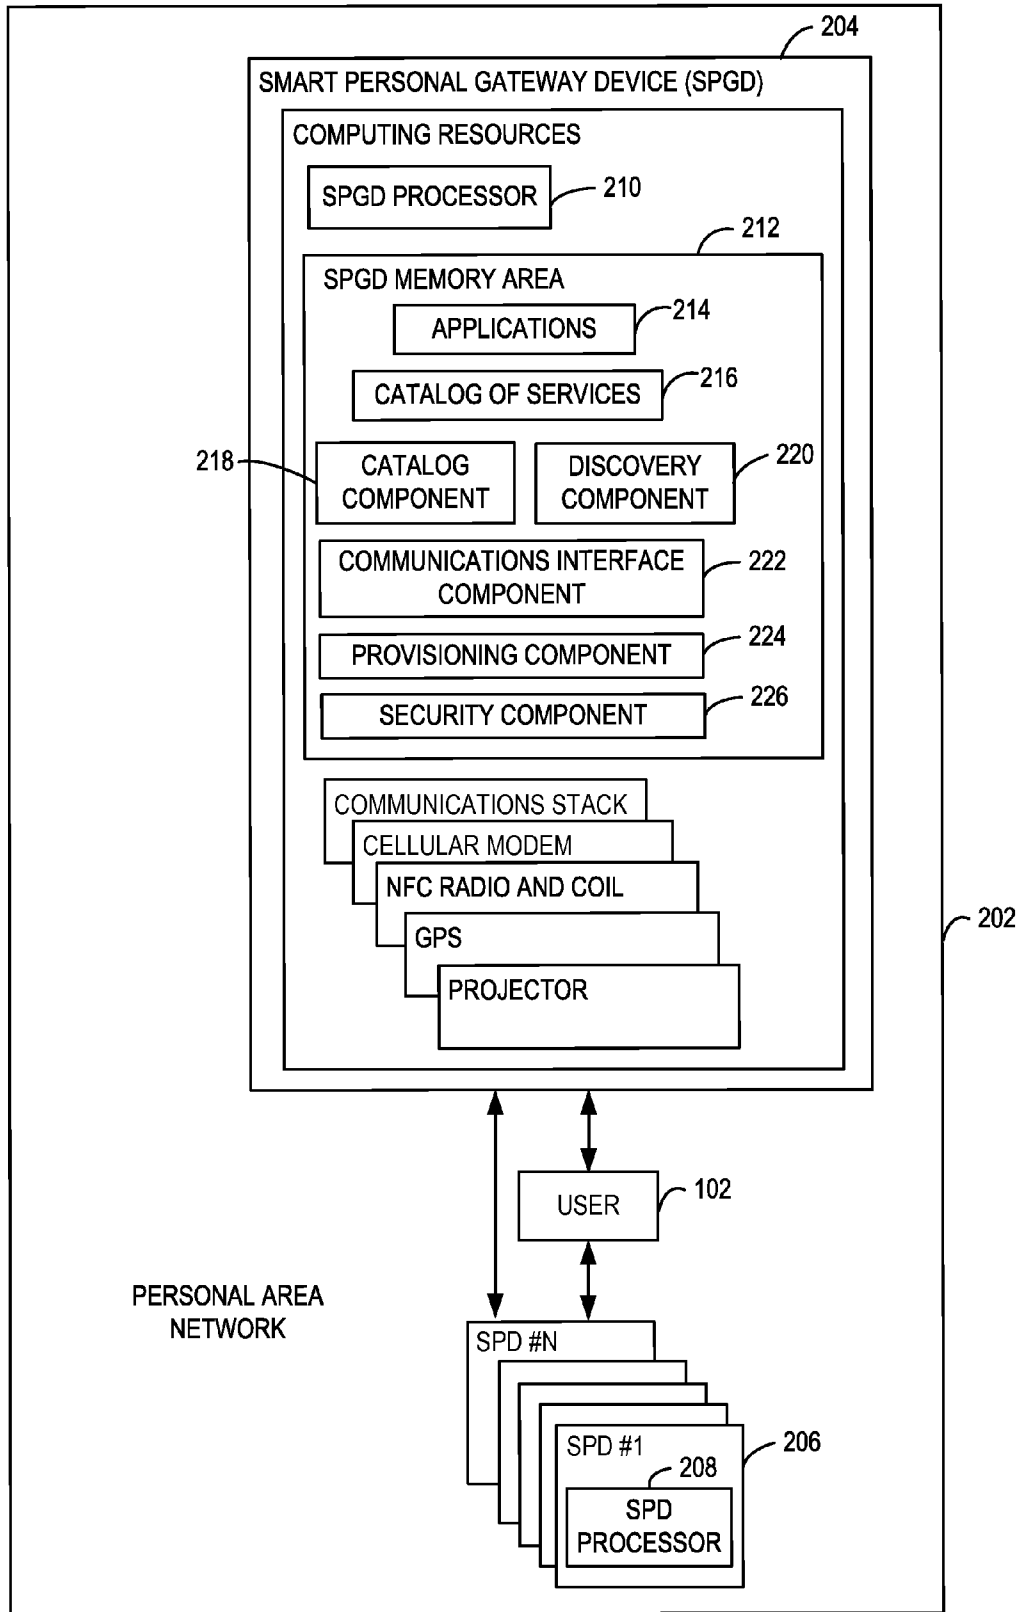 204
SMART PERSONAL GATEWAY DEVICE (SPGD)
COMPUTING RESOURCES
SPGD PROCESSOR
210
212
SPGD MEMORY AREA
APPLICATIONS
214
CATALOG OF SERVICES
216
218
CATALOG
COMPONENT
DISCOVERY
COMPONENT
220
COMMUNICATIONS INTERFACE
COMPONENT
222
PROVISIONING COMPONENT
224
SECURITY COMPONENT
226
COMMUNICATIONS STACK
CELLULAR MODEM
NFC RADIO AND COIL
GPS
PROJECTOR
202
USER
102
PERSONAL AREA
NETWORK
SPD #N
SPD #1
206
208
SPD
PROCESSOR